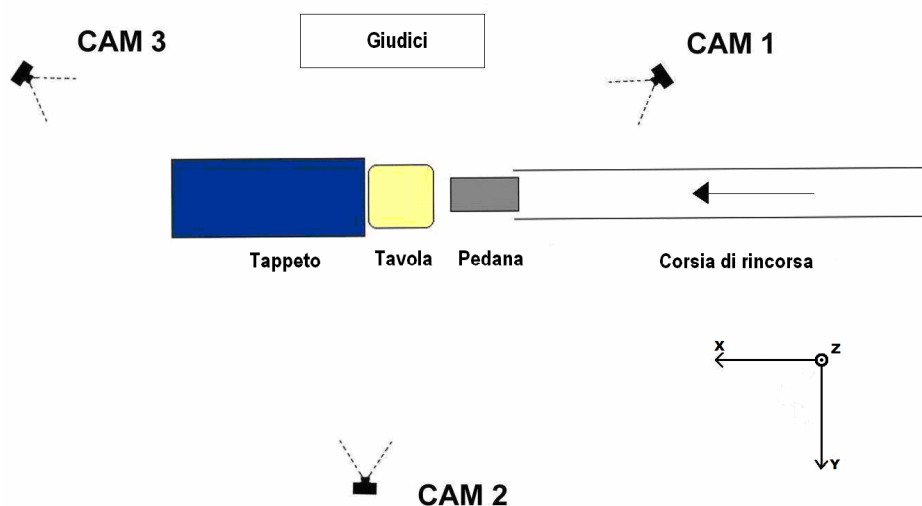 CAM 3
Giudici
CAM 1
Tappeto
Tavola
Pedana
Corsia di rincorsa
X
Z
Y
CAM 2